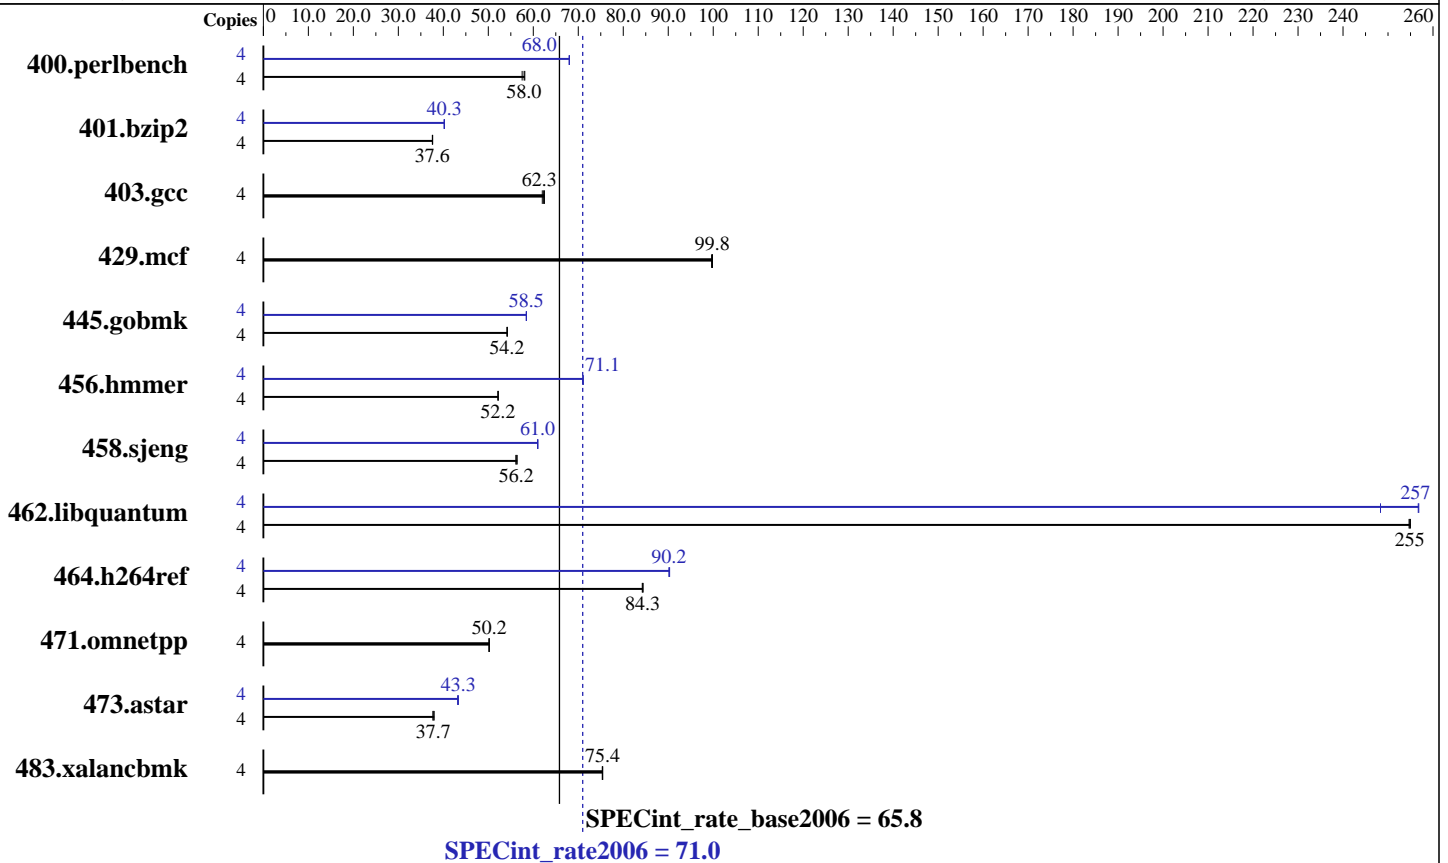 Copies 0 10.0 20.0 30.0 40.0 50.0 60.0 70.0 80.0 90.0 100 110 120 130 140 150 160 170 180 190 200 210 220 230 240 260
400.perlbench 4 68.0
4 58.0
401.bzip2 4 40.3
4 37.6
403.gcc 4 62.3
429.mcf 4 99.8
445.gobmk 4 58.5
4 54.2
456.hmmer 4 71.1
4 52.2
458.sjeng 4 61.0
4 56.2
462.libquantum 4 257
4 255
464.h264ref 4 90.2
4 84.3
471.omnetpp 4 50.2
473.astar 4 43.3
4 37.7
483.xalancbmk 4 75.4
SPECint_rate_base2006 = 65.8
SPECint_rate2006 = 71.0